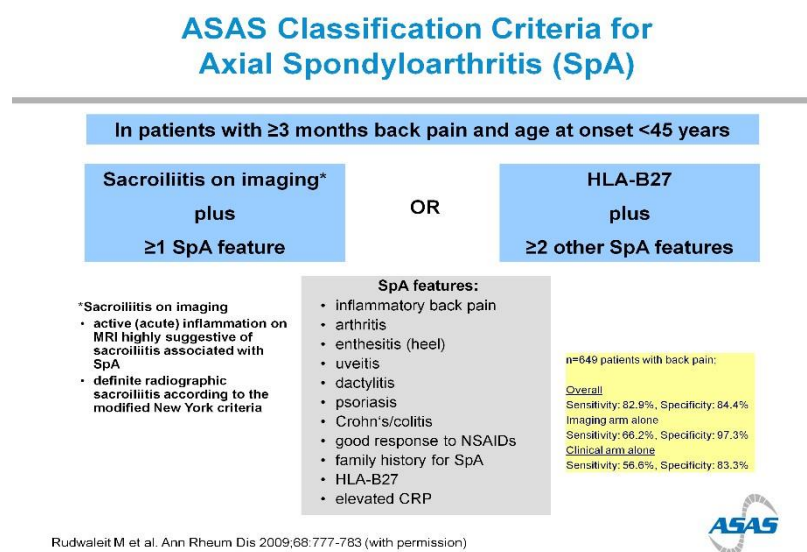 ASAS Classification Criteria for
Axial Spondyloarthritis (SpA)
In patients with ≥3 months back pain and age at onset <45 years
Sacroiliitis on imaging*
plus
≥1 SpA feature
OR
HLA-B27
plus
≥2 other SpA features
*Sacroiliitis on imaging
• active (acute) inflammation on
MRI highly suggestive of
sacroiliitis associated with
SpA
• definite radiographic
sacroiliitis according to the
modified New York criteria
SpA features:
• inflammatory back pain
• arthritis
• enthesitis (heel)
• uveitis
• dactylitis
• psoriasis
• Crohn's/colitis
• good response to NSAIDs
• family history for SpA
• HLA-B27
• elevated CRP
n=649 patients with back pain;
Overall
Sensitivity: 82.9%, Specificity: 84.4%
Imaging arm alone
Sensitivity: 66.2%, Specificity: 97.3%
Clinical arm alone
Sensitivity: 56.6%, Specificity: 83.3%
Rudwaleit M et al. Ann Rheum Dis 2009;68:777-783 (with permission)
ASAS